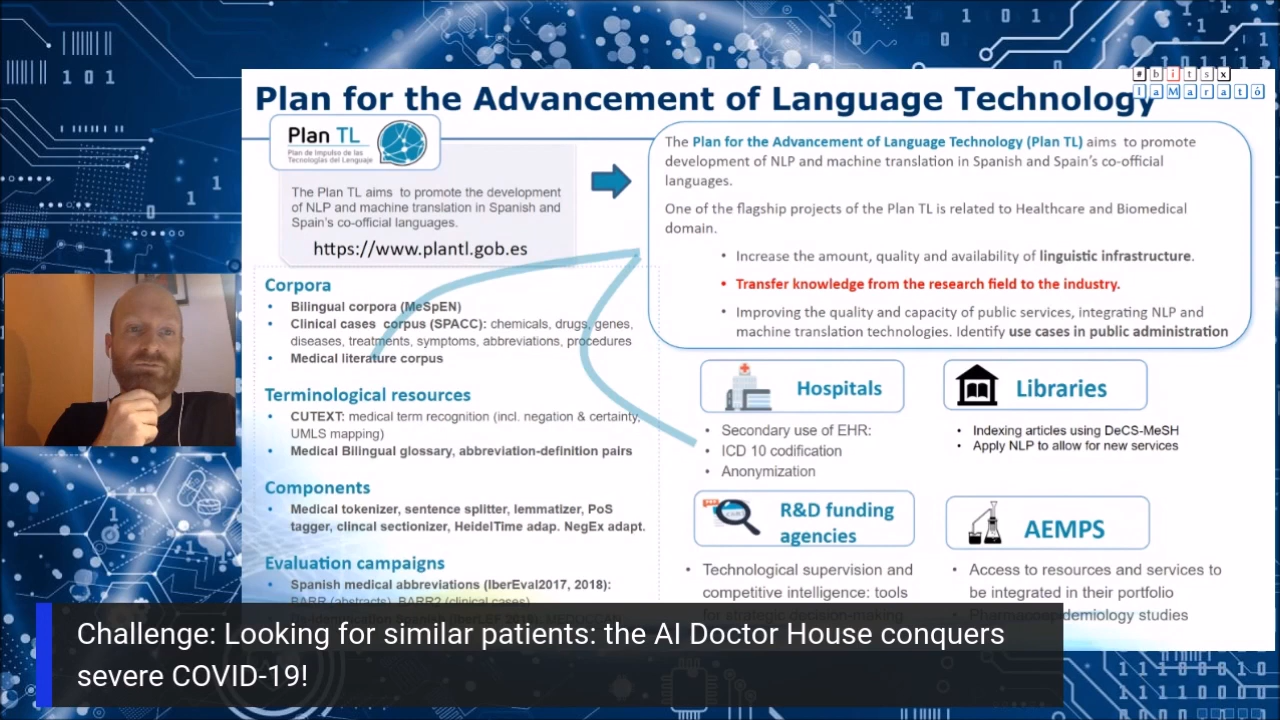 #bitsx
laMarató
Plan for the Advancement of Language Technology
Plan TL
Plan de Impulso de las
Tecnologías del Lenguaje
The Plan TL aims to promote the development
of NLP and machine translation in Spanish and
Spain's co-official languages.
https://www.plantl.gob.es
The Plan for the Advancement of Language Technology (Plan TL) aims to promote
development of NLP and machine translation in Spanish and Spain's co-official
languages.
One of the flagship projects of the Plan TL is related to Healthcare and Biomedical
domain.
• Increase the amount, quality and availability of linguistic infrastructure.
• Transfer knowledge from the research field to the industry.
• Improving the quality and capacity of public services, integrating NLP and
machine translation technologies. Identify use cases in public administration
Corpora
• Bilingual corpora (MeSpEN)
• Clinical cases corpus (SPACC): chemicals, drugs, genes,
diseases, treatments, symptoms, abbreviations, procedures
• Medical literature corpus
Terminological resources
• CUTEXT: medical term recognition (incl. negation & certainty,
UMLS mapping)
• Medical Bilingual glossary, abbreviation-definition pairs
Components
• Medical tokenizer, sentence splitter, lemmatizer, PoS
tagger, clincal sectionizer, HeidelTime adap. NegEx adapt.
Evaluation campaigns
• Spanish medical abbreviations (IberEval2017, 2018):
BARR (abstracts), BARR2 (clinical cases)
Hospitals
• Secondary use of EHR:
• ICD 10 codification
• Anonymization
Libraries
• Indexing articles using DeCS-MeSH
• Apply NLP to allow for new services
R&D funding
agencies
• Technological supervision and
competitive intelligence: tools
for strategic decision-making
AEMPS
• Access to resources and services to
be integrated in their portfolio
• Pharmacoepidemiology studies
Challenge: Looking for similar patients: the AI Doctor House conquers
severe COVID-19!